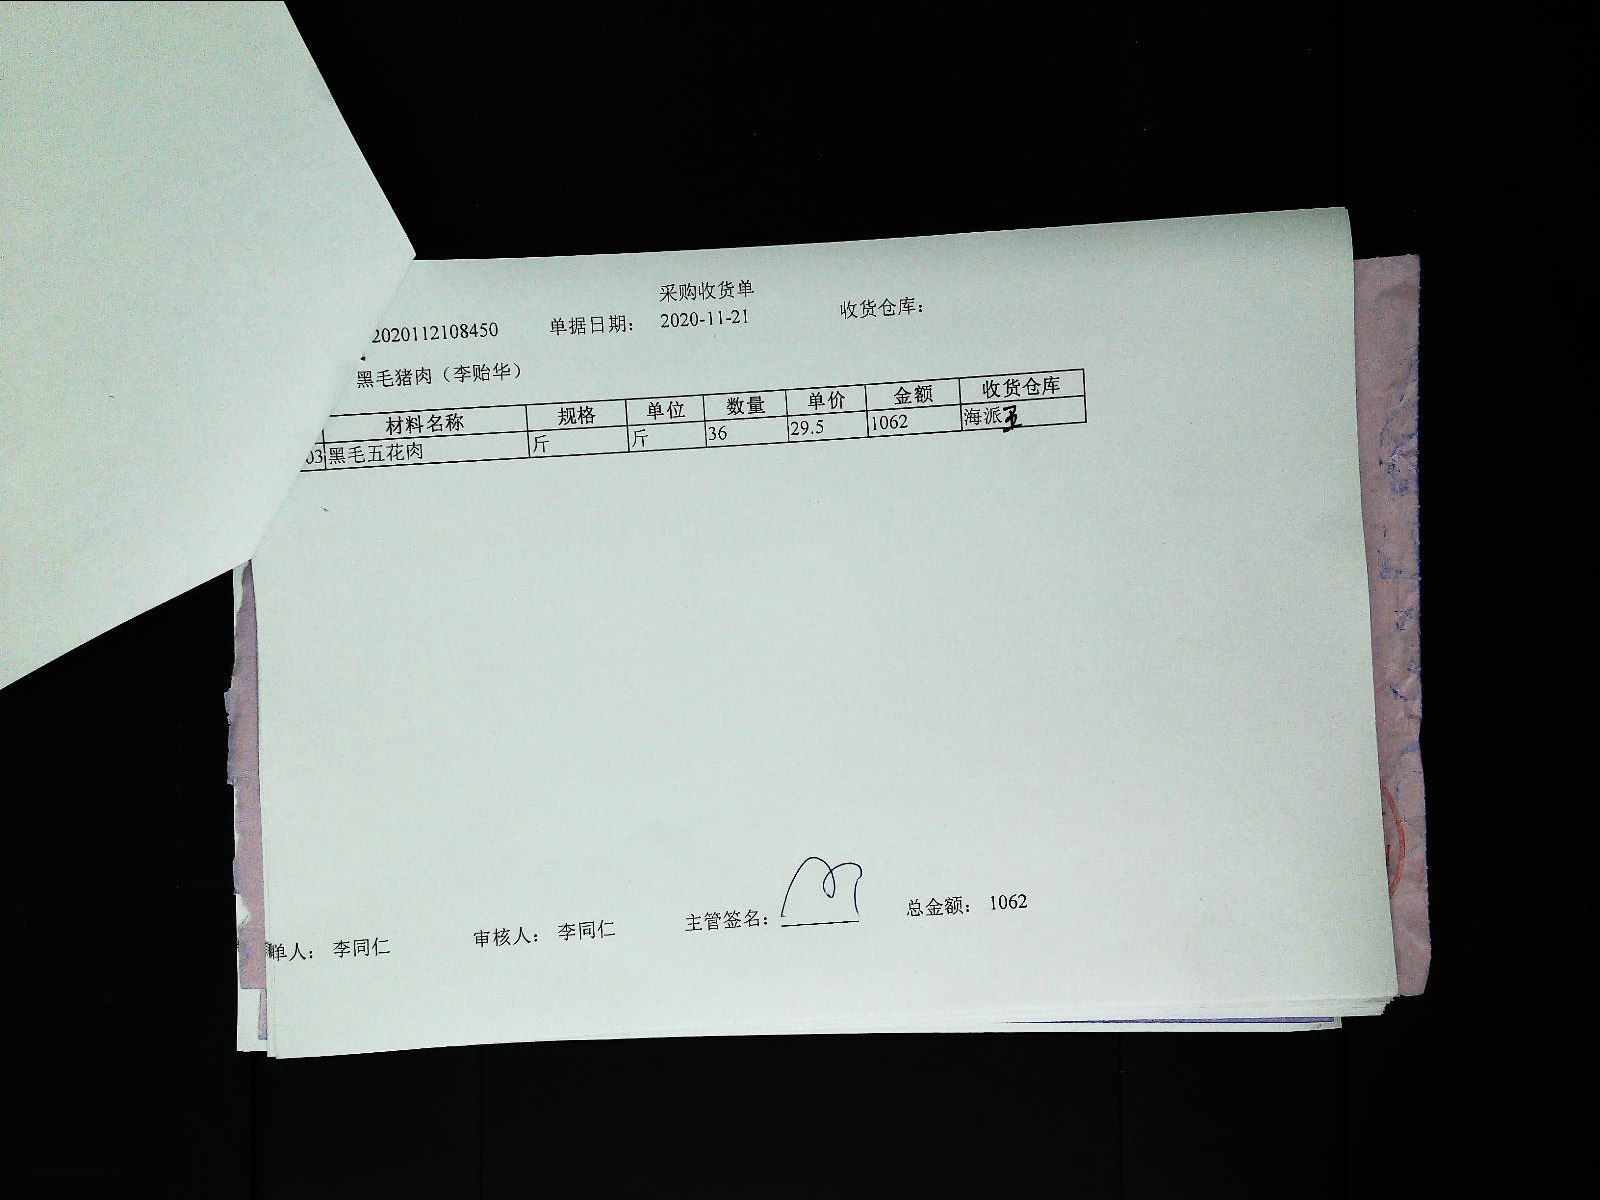 采购收货单
2020112108450 单据日期： 2020-11-21 收货仓库：
黑毛猪肉（李贻华）
材料名称 规格 单位 数量 单价 金额 收货仓库
03 黑毛五花肉 斤 斤 36 29.5 1062 海派
单人： 李同仁 审核人： 李同仁 主管签名： 总金额： 1062